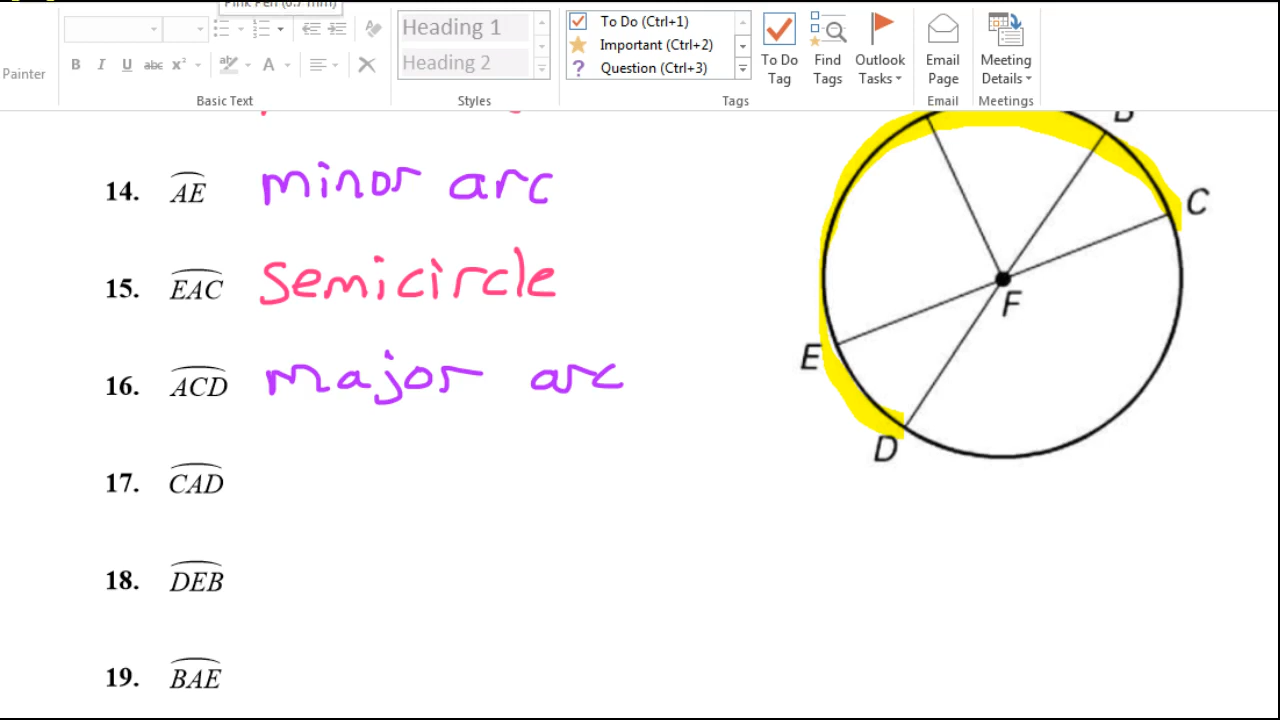 Painter
B I U abc x²
A
Basic Text
Heading 1
Heading 2
Styles
To Do (Ctrl+1)
Important (Ctrl+2)
? Question (Ctrl+3)
Tags
To Do Tag
Find Tags
Outlook Tasks
Email Page
Email
Meeting Details
Meetings
14. AE minor arc
15. EAC semicircle
16. ACD major arc
17. CAD
18. DEB
19. BAE
C
F
E
D